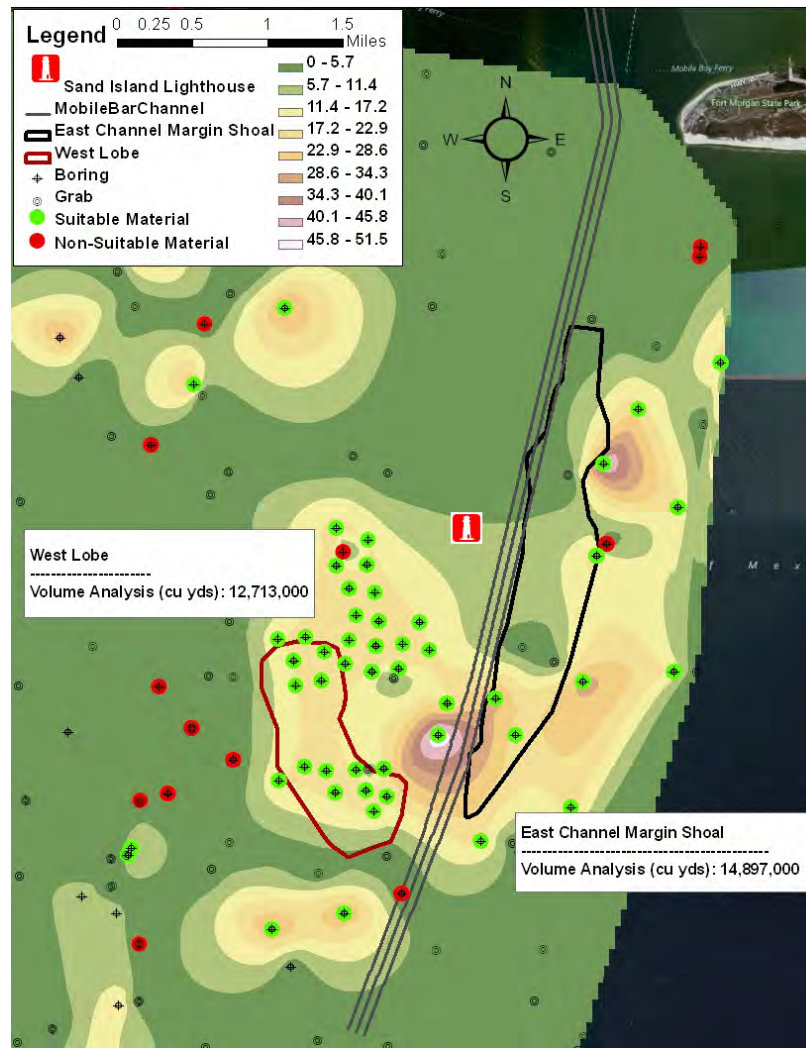 Legend
0 0.25 0.5 1 1.5
Miles
Sand Island Lighthouse
MobileBarChannel
East Channel Margin Shoal
West Lobe
Boring
Grab
Suitable Material
Non-Suitable Material
0 - 5.7
5.7 - 11.4
11.4 - 17.2
17.2 - 22.9
22.9 - 28.6
28.6 - 34.3
34.3 - 40.1
40.1 - 45.8
45.8 - 51.5
Mobile Bay Ferry
Fort Morgan State Park
N
W E
S
f Mex
West Lobe
-----------------------
Volume Analysis (cu yds): 12,713,000
East Channel Margin Shoal
------------------------------------------
Volume Analysis (cu yds): 14,897,000